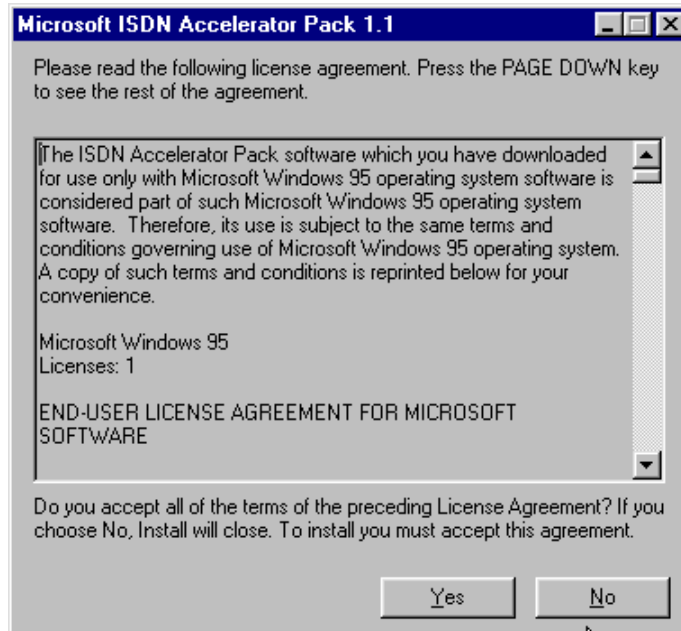 Microsoft ISDN Accelerator Pack 1.1
Please read the following license agreement. Press the PAGE DOWN key
to see the rest of the agreement.
The ISDN Accelerator Pack software which you have downloaded
for use only with Microsoft Windows 95 operating system software is
considered part of such Microsoft Windows 95 operating system
software.  Therefore, its use is subject to the same terms and
conditions governing use of Microsoft Windows 95 operating system.
A copy of such terms and conditions is reprinted below for your
convenience.
Microsoft Windows 95
Licenses: 1
END-USER LICENSE AGREEMENT FOR MICROSOFT
SOFTWARE
Do you accept all of the terms of the preceding License Agreement? If you
choose No, Install will close. To install you must accept this agreement.
Yes
No